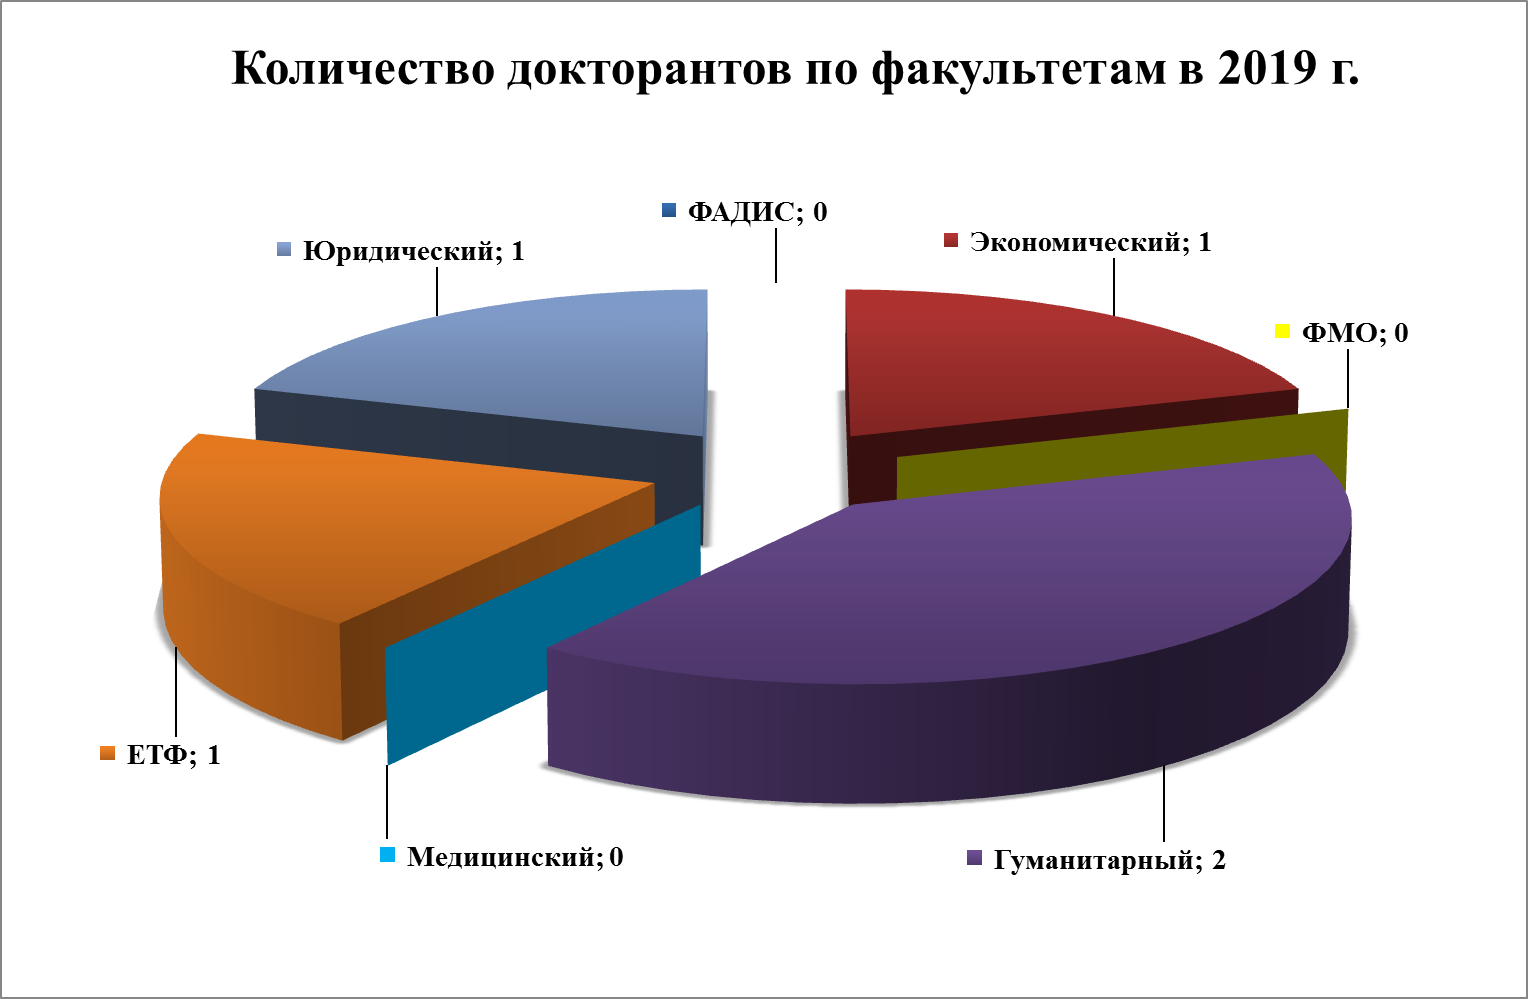 Количество докторантов по факультетам в 2019 г.
ФАДИС; 0
Экономический; 1
Юридический; 1
ФМО; 0
ЕТФ; 1
Медицинский; 0
Гуманитарный; 2